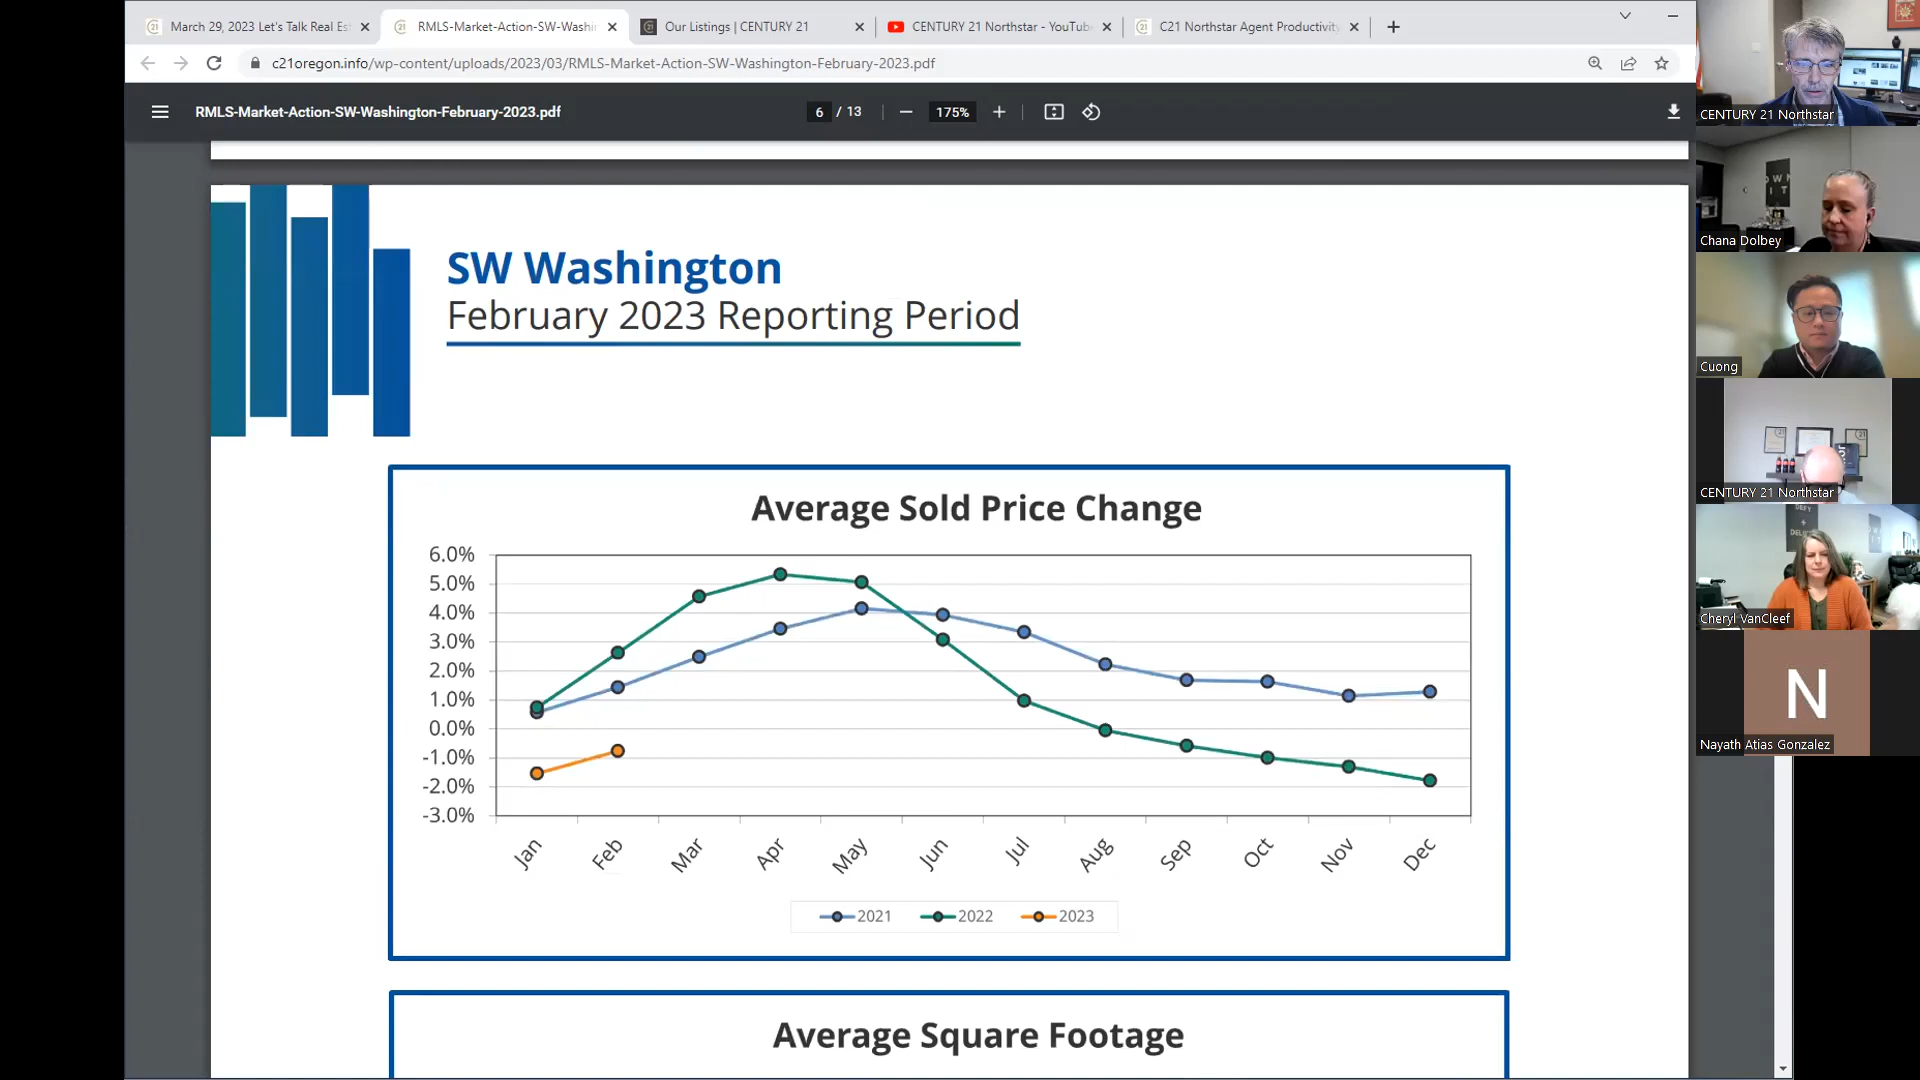 March 29, 2023 Let's Talk Real Es
RMLS-Market-Action-SW-Washi
Our Listings | CENTURY 21
CENTURY 21 Northstar - YouTub
C21 Northstar Agent Productivity
c21oregon.info/wp-content/uploads/2023/03/RMLS-Market-Action-SW-Washington-February-2023.pdf
RMLS-Market-Action-SW-Washington-February-2023.pdf
6 / 13
175%
SW Washington
February 2023 Reporting Period
Average Sold Price Change
6.0%
5.0%
4.0%
3.0%
2.0%
1.0%
0.0%
-1.0%
-2.0%
-3.0%
Jan Feb Mar Apr May Jun Jul Aug Sep Oct Nov Dec
2021 2022 2023
Average Square Footage
CENTURY 21 Northstar
Chana Dolbey
Cuong
CENTURY 21 Northstar
Cheryl VanCleef
N
Nayath Atias Gonzalez